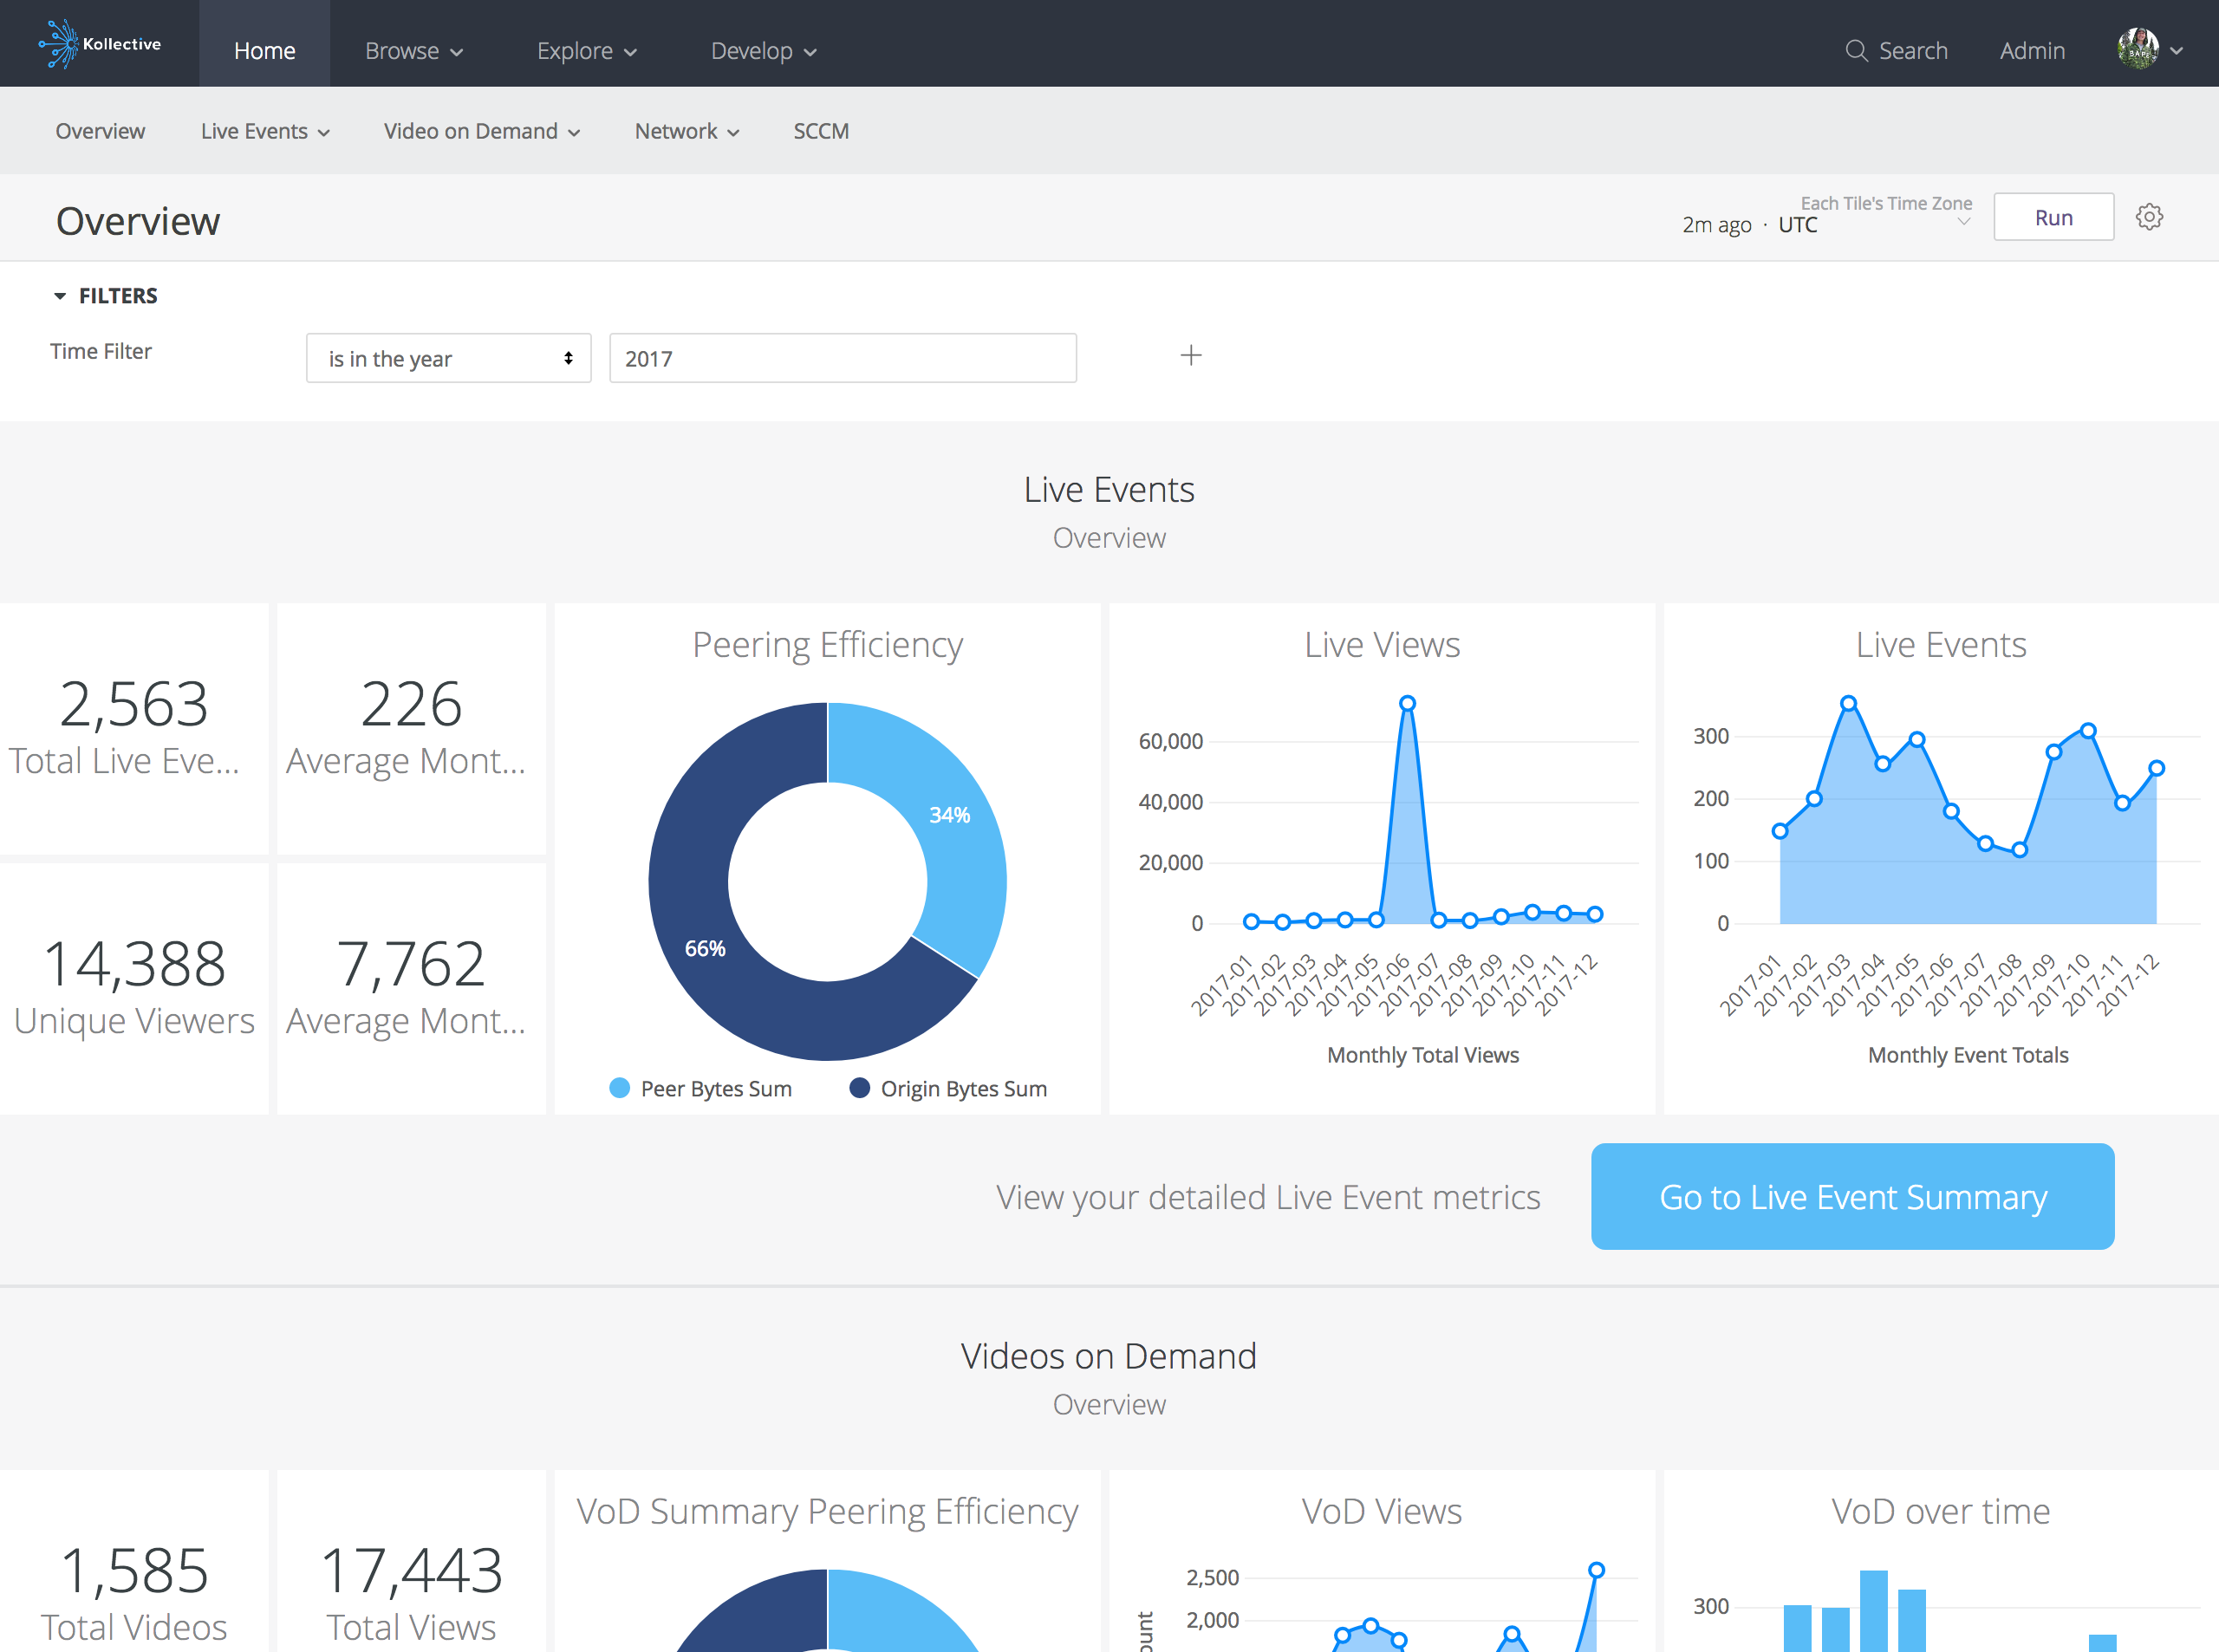 Kollective
Home
Browse
Explore
Develop
Search
Admin
Overview
Live Events
Video on Demand
Network
SCCM
Overview
Each Tile's Time Zone
2m ago · UTC
Run
FILTERS
Time Filter
is in the year
2017
Live Events
Overview
2,563
Total Live Eve...
226
Average Mont...
14,388
Unique Viewers
7,762
Average Mont...
Peering Efficiency
34%
66%
Peer Bytes Sum
Origin Bytes Sum
Live Views
60,000
40,000
20,000
0
2017-01
2017-02
2017-03
2017-04
2017-05
2017-06
2017-07
2017-08
2017-09
2017-10
2017-11
2017-12
Monthly Total Views
Live Events
300
200
100
0
2017-01
2017-02
2017-03
2017-04
2017-05
2017-06
2017-07
2017-08
2017-09
2017-10
2017-11
2017-12
Monthly Event Totals
View your detailed Live Event metrics
Go to Live Event Summary
Videos on Demand
Overview
1,585
Total Videos
17,443
Total Views
VoD Summary Peering Efficiency
VoD Views
2,500
2,000
VoD over time
300